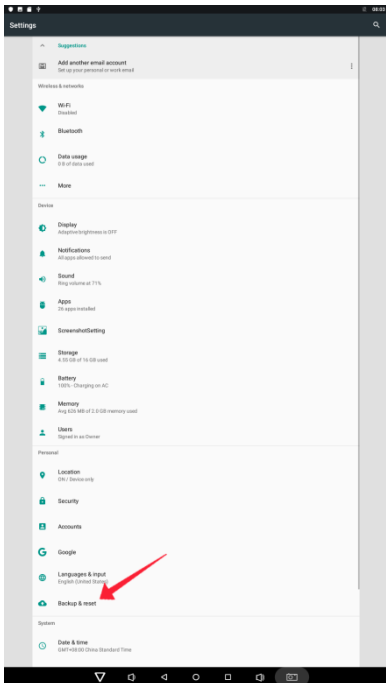 08:03
Settings
Suggestions
Add another email account
Set up your personal or work email
Wireless & networks
Wi-Fi
Disabled
Bluetooth
Data usage
0 B of data used
More
Device
Display
Adaptive brightness is OFF
Notifications
All apps allowed to send
Sound
Ring volume at 71%
Apps
26 apps installed
ScreenshotSetting
Storage
4.55 GB of 16 GB used
Battery
100% - Charging on AC
Memory
Avg 626 MB of 2.0 GB memory used
Users
Signed in as Owner
Personal
Location
ON / Device only
Security
Accounts
Google
Languages & input
English (United States)
Backup & reset
System
Date & time
GMT+08:00 China Standard Time